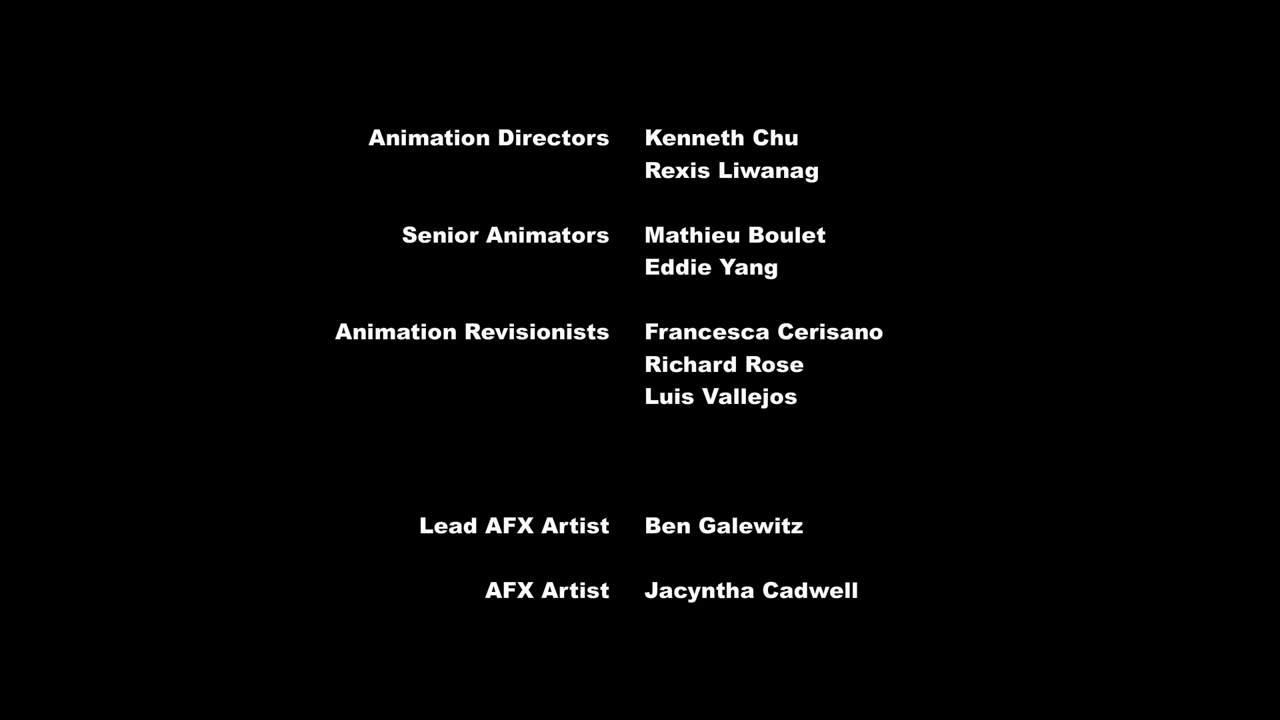 Animation Directors Kenneth Chu
Rexis Liwanag
Senior Animators Mathieu Boulet
Eddie Yang
Animation Revisionists Francesca Cerisano
Richard Rose
Luis Vallejos
Lead AFX Artist Ben Galewitz
AFX Artist Jacyntha Cadwell